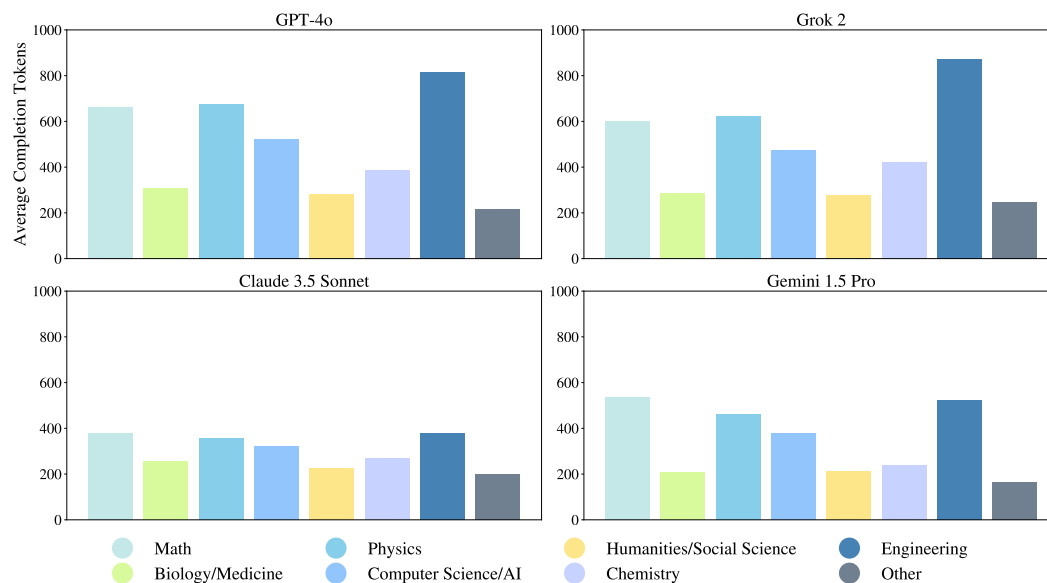 GPT-4o
Grok 2
Average Completion Tokens
1000
800
600
400
200
0
1000
800
600
400
200
0
Claude 3.5 Sonnet
Gemini 1.5 Pro
1000
800
600
400
200
0
1000
800
600
400
200
0
Math
Physics
Humanities/Social Science
Engineering
Biology/Medicine
Computer Science/AI
Chemistry
Other